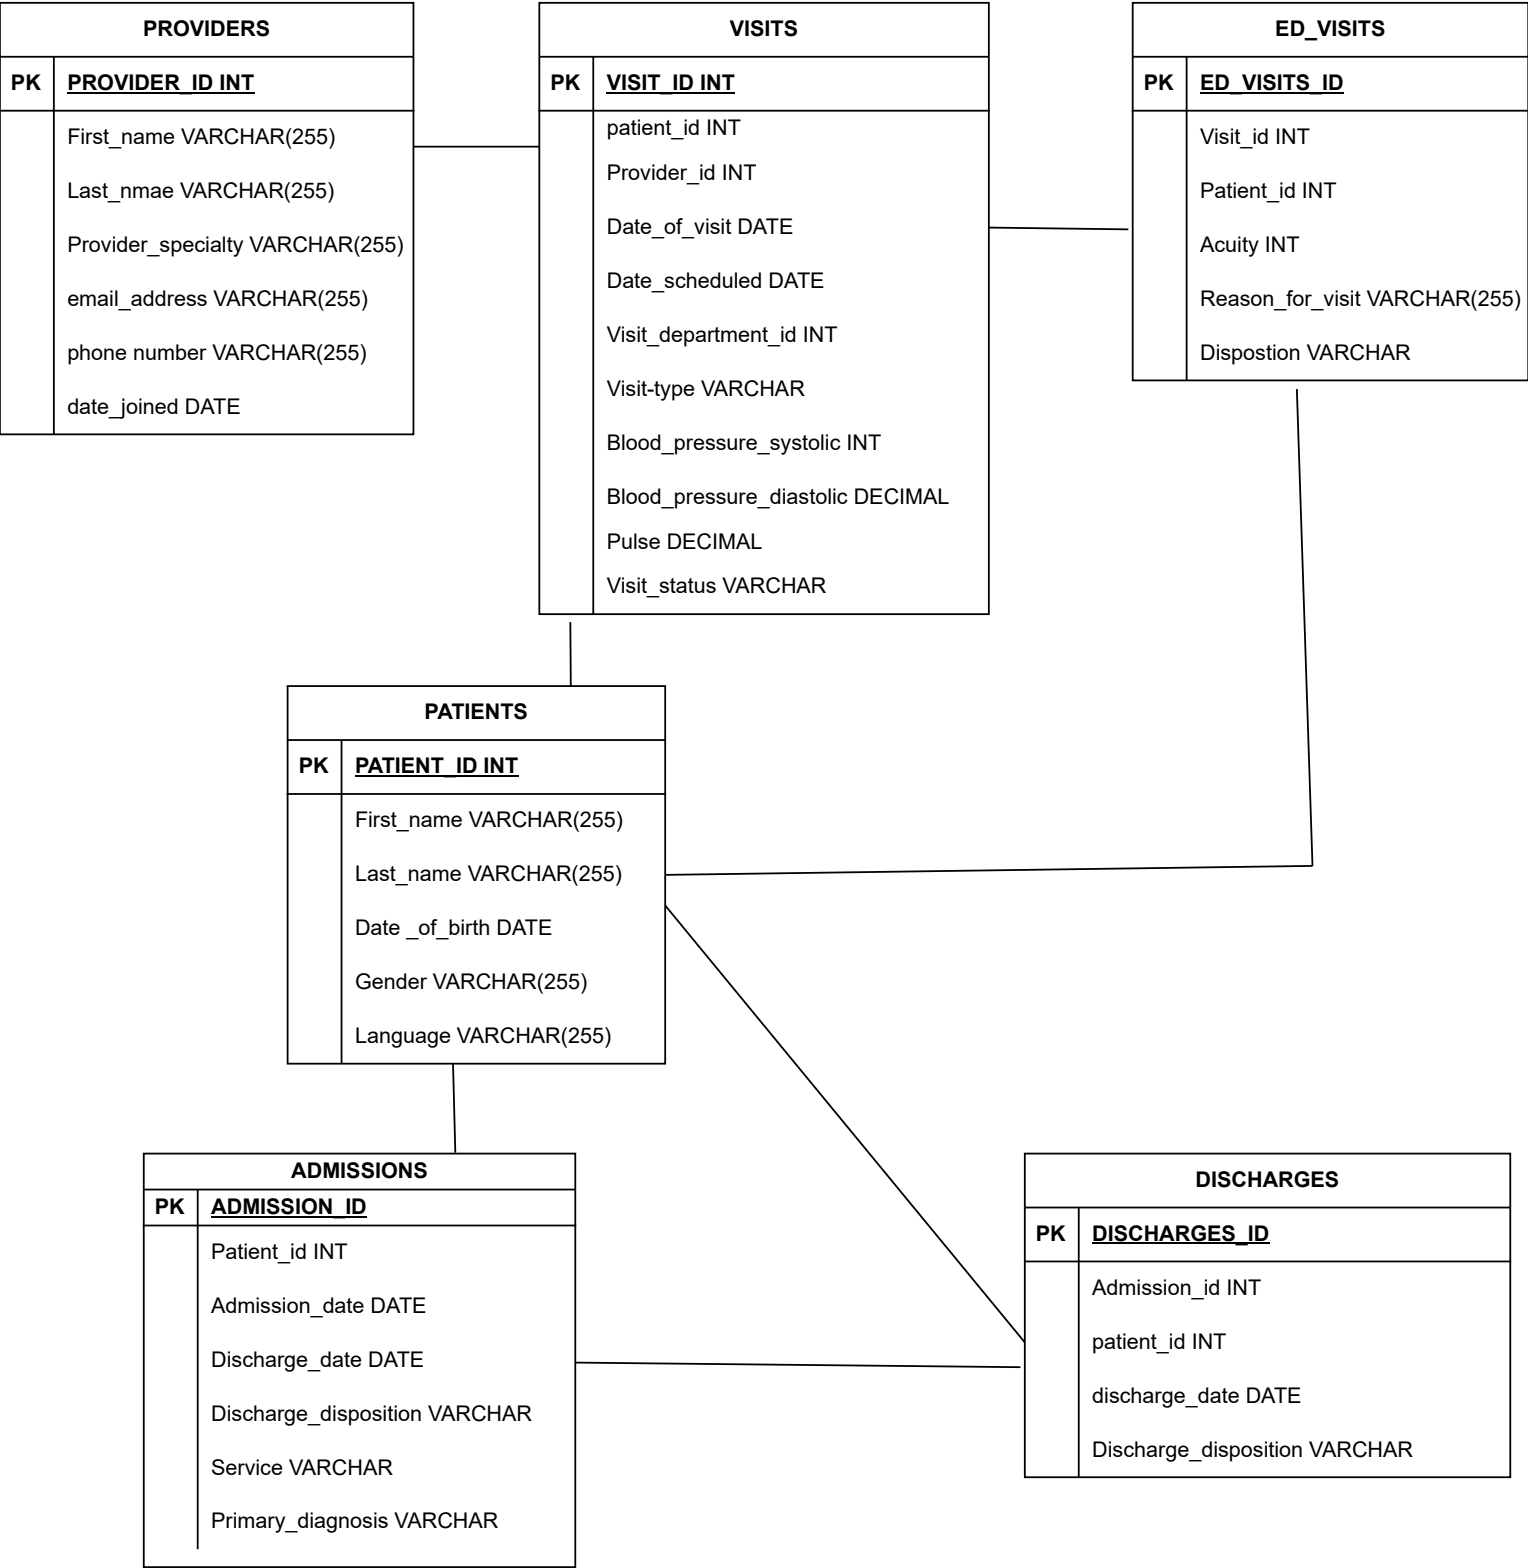 PROVIDERS
PK PROVIDER_ID INT
First_name VARCHAR(255)
Last_nmae VARCHAR(255)
Provider_specialty VARCHAR(255)
email_address VARCHAR(255)
phone number VARCHAR(255)
date_joined DATE
VISITS
PK VISIT_ID INT
patient_id INT
Provider_id INT
Date_of_visit DATE
Date_scheduled DATE
Visit_department_id INT
Visit-type VARCHAR
Blood_pressure_systolic INT
Blood_pressure_diastolic DECIMAL
Pulse DECIMAL
Visit_status VARCHAR
ED_VISITS
PK ED_VISITS_ID
Visit_id INT
Patient_id INT
Acuity INT
Reason_for_visit VARCHAR(255)
Dispostion VARCHAR
PATIENTS
PK PATIENT_ID INT
First_name VARCHAR(255)
Last_name VARCHAR(255)
Date _of_birth DATE
Gender VARCHAR(255)
Language VARCHAR(255)
ADMISSIONS
PK ADMISSION_ID
Patient_id INT
Admission_date DATE
Discharge_date DATE
Discharge_disposition VARCHAR
Service VARCHAR
Primary_diagnosis VARCHAR
DISCHARGES
PK DISCHARGES_ID
Admission_id INT
patient_id INT
discharge_date DATE
Discharge_disposition VARCHAR